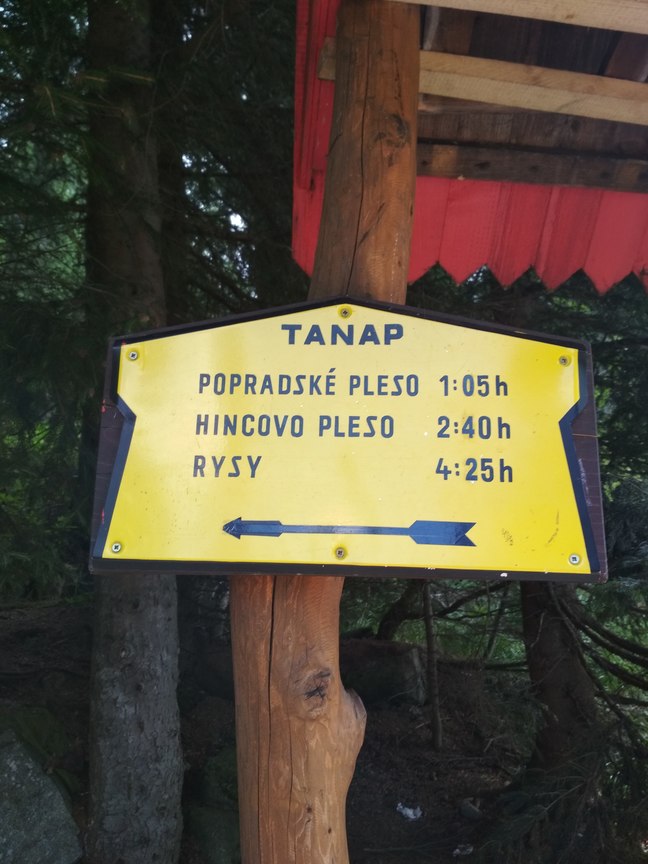 TANAP
POPRADSKÉ PLESO 1:05h
HINCOVO PLESO 2:40h
RYSY 4:25h